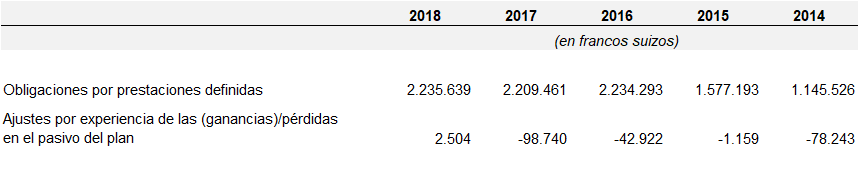 2018 2017 2016 2015 2014
(en francos suizos)
Obligaciones por prestaciones definidas 2.235.639 2.209.461 2.234.293 1.577.193 1.145.526
Ajustes por experiencia de las (ganancias)/pérdidas
en el pasivo del plan 2.504 -98.740 -42.922 -1.159 -78.243